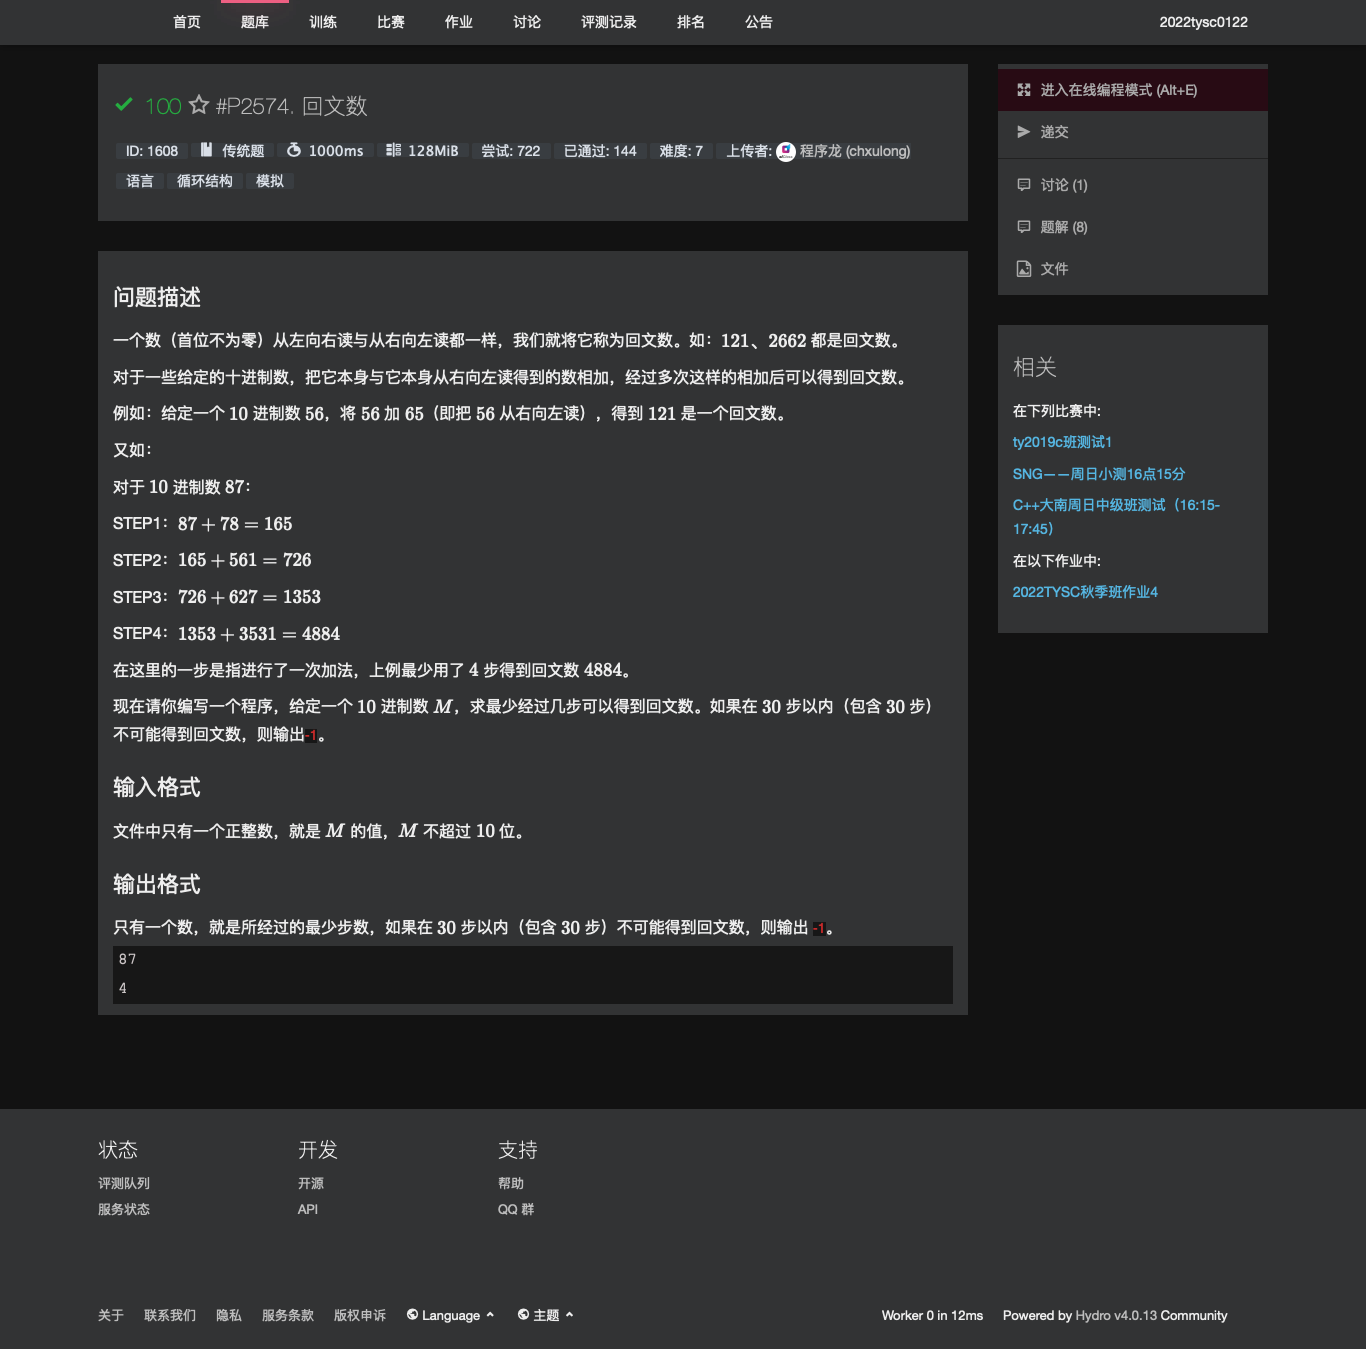 首页 题库 训练 比赛 作业 讨论 评测记录 排名 公告 2022tysc0122
100 #P2574. 回文数
ID: 1608 传统题 1000ms 128MiB 尝试: 722 已通过: 144 难度: 7 上传者: 程序龙 (chxulong)
语言 循环结构 模拟
问题描述
一个数（首位不为零）从左向右读与从右向左读都一样，我们就将它称为回文数。如：121、2662 都是回文数。
对于一些给定的十进制数，把它本身与它本身从右向左读得到的数相加，经过多次这样的相加后可以得到回文数。
例如：给定一个 10 进制数 56，将 56 加 65（即把 56 从右向左读），得到 121 是一个回文数。
又如：
对于 10 进制数 87：
STEP1：87 + 78 = 165
STEP2：165 + 561 = 726
STEP3：726 + 627 = 1353
STEP4：1353 + 3531 = 4884
在这里的一步是指进行了一次加法，上例最少用了 4 步得到回文数 4884。
现在请你编写一个程序，给定一个 10 进制数 M，求最少经过几步可以得到回文数。如果在 30 步以内（包含 30 步）
不可能得到回文数，则输出-1。
输入格式
文件中只有一个正整数，就是 M 的值，M 不超过 10 位。
输出格式
只有一个数，就是所经过的最少步数，如果在 30 步以内（包含 30 步）不可能得到回文数，则输出 -1。
87
4
进入在线编程模式 (Alt+E)
递交
讨论 (1)
题解 (8)
文件
相关
在下列比赛中:
ty2019c班测试1
SNG——周日小测16点15分
C++大南周日中级班测试（16:15-
17:45）
在以下作业中:
2022TYSC秋季班作业4
状态
评测队列
服务状态
开发
开源
API
支持
帮助
QQ 群
关于 联系我们 隐私 服务条款 版权申诉 Language 主题 Worker 0 in 12ms Powered by Hydro v4.0.13 Community